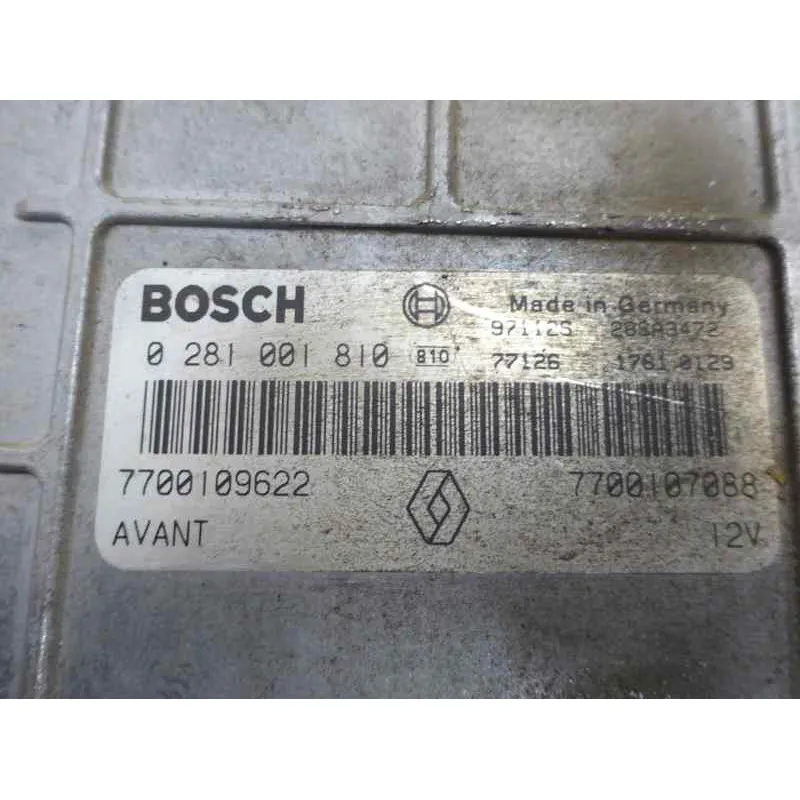 BOSCH
Made in Germany
971125 28SA3472
0 281 001 810 810 77126 1761 0129
7700109622 7700107088
AVANT 12V